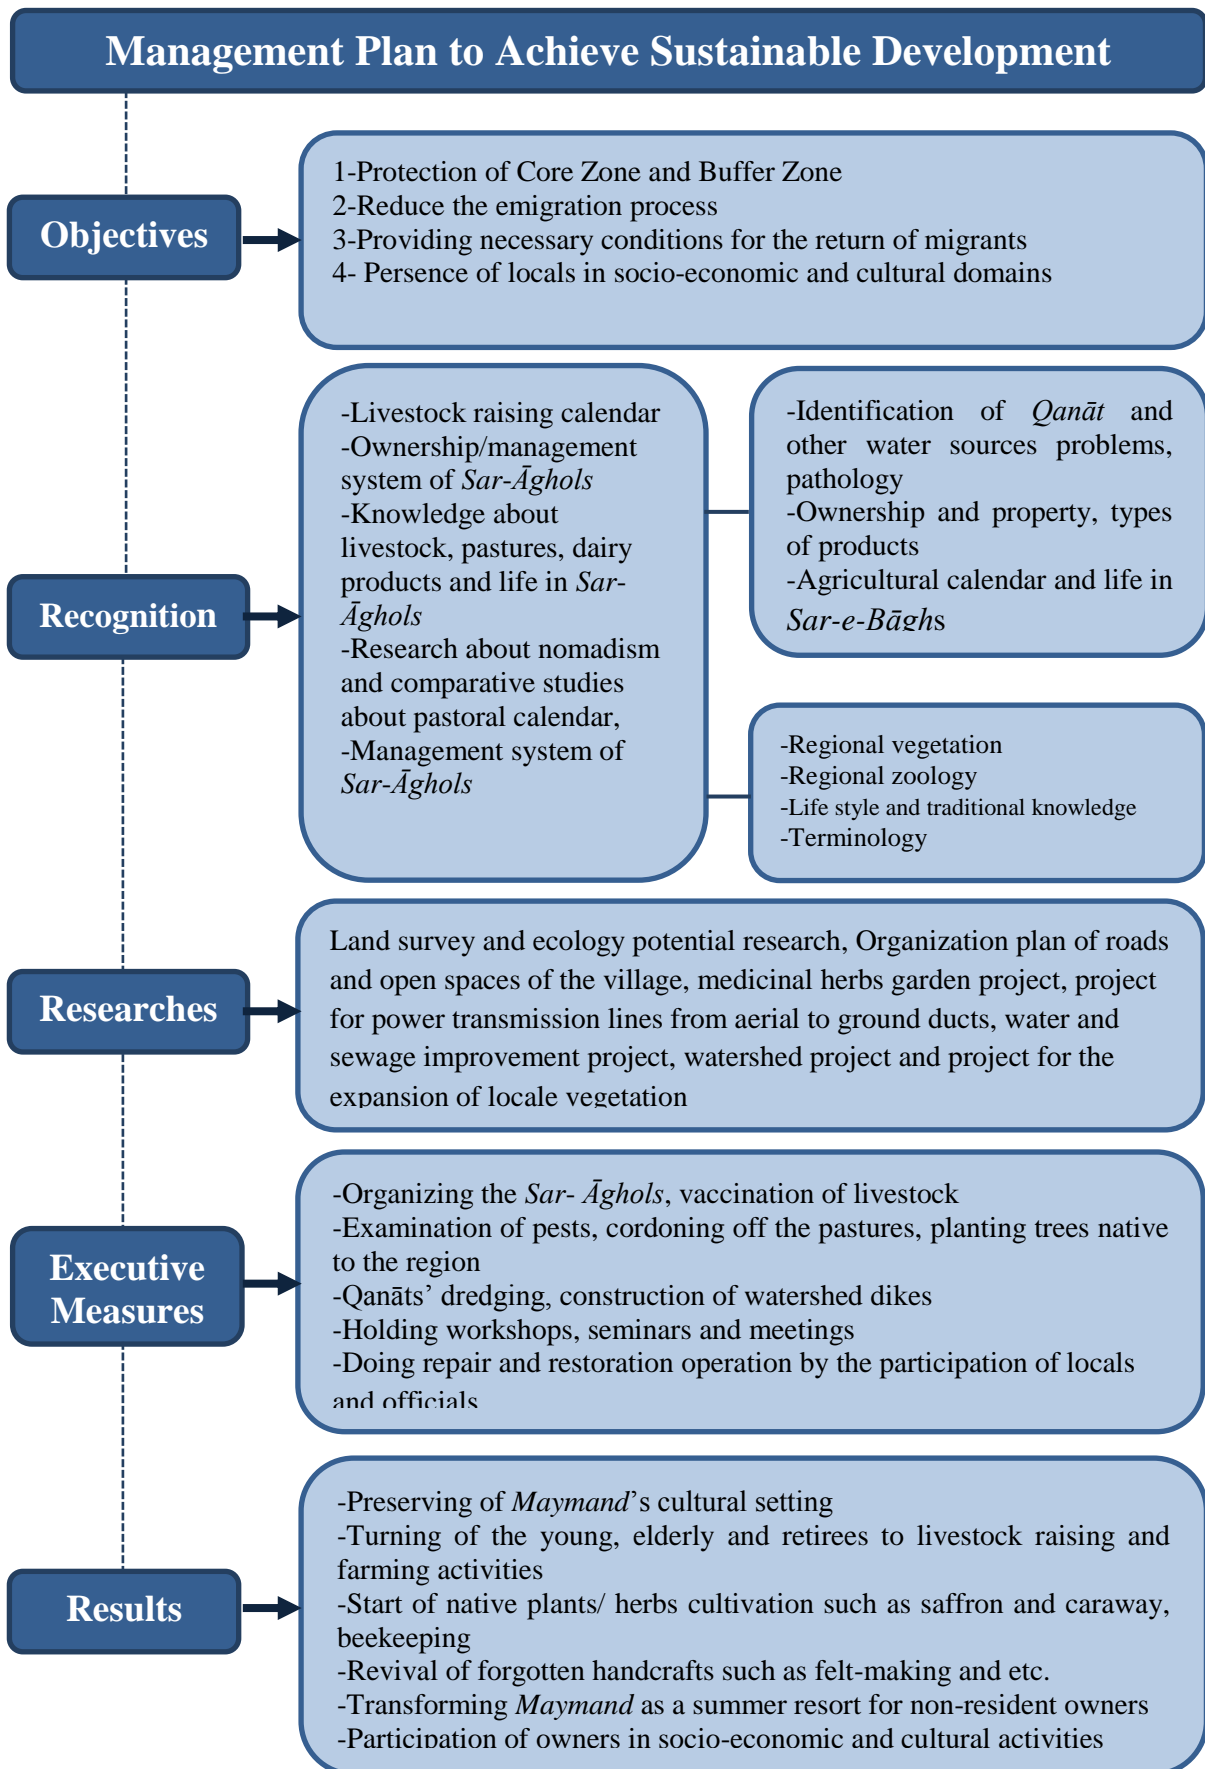 Management Plan to Achieve Sustainable Development
Objectives
1-Protection of Core Zone and Buffer Zone
2-Reduce the emigration process
3-Providing necessary conditions for the return of migrants
4- Persence of locals in socio-economic and cultural domains
Recognition
-Livestock raising calendar
-Ownership/management
system of Sar-Āghols
-Knowledge about
livestock, pastures, dairy
products and life in Sar-
Āghols
-Research about nomadism
and comparative studies
about pastoral calendar,
-Management system of
Sar-Āghols
-Identification of Qanāt and
other water sources problems,
pathology
-Ownership and property, types
of products
-Agricultural calendar and life in
Sar-e-Bāghs
-Regional vegetation
-Regional zoology
-Life style and traditional knowledge
-Terminology
Researches
Land survey and ecology potential research, Organization plan of roads
and open spaces of the village, medicinal herbs garden project, project
for power transmission lines from aerial to ground ducts, water and
sewage improvement project, watershed project and project for the
expansion of locale vegetation
Executive
Measures
-Organizing the Sar- Āghols, vaccination of livestock
-Examination of pests, cordoning off the pastures, planting trees native
to the region
-Qanāts’ dredging, construction of watershed dikes
-Holding workshops, seminars and meetings
-Doing repair and restoration operation by the participation of locals
and officials
Results
-Preserving of Maymand’s cultural setting
-Turning of the young, elderly and retirees to livestock raising and
farming activities
-Start of native plants/ herbs cultivation such as saffron and caraway,
beekeeping
-Revival of forgotten handcrafts such as felt-making and etc.
-Transforming Maymand as a summer resort for non-resident owners
-Participation of owners in socio-economic and cultural activities